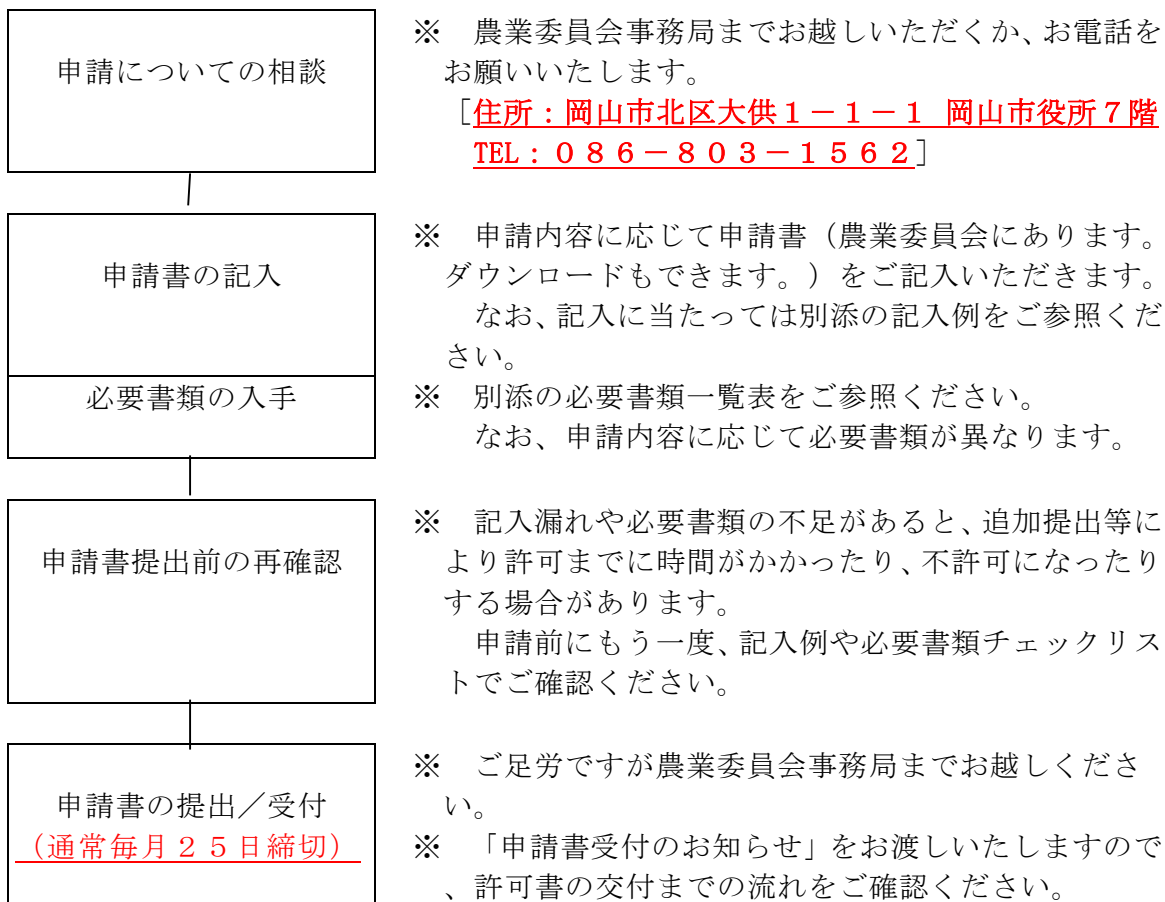 申請についての相談
※　農業委員会事務局までお越しいただくか、お電話を
お願いいたします。
［住所：岡山市北区大供１－１－１ 岡山市役所７階
TEL：０８６－８０３－１５６２］
申請書の記入
※　申請内容に応じて申請書（農業委員会にあります。
ダウンロードもできます。）をご記入いただきます。
なお、記入に当たっては別添の記入例をご参照くだ
さい。
必要書類の入手
※　別添の必要書類一覧表をご参照ください。
なお、申請内容に応じて必要書類が異なります。
申請書提出前の再確認
※　記入漏れや必要書類の不足があると、追加提出等に
より許可までに時間がかかったり、不許可になったり
する場合があります。
申請前にもう一度、記入例や必要書類チェックリス
トでご確認ください。
申請書の提出／受付
（通常毎月２５日締切）
※　ご足労ですが農業委員会事務局までお越しくださ
い。
※　「申請書受付のお知らせ」をお渡しいたしますので
、許可書の交付までの流れをご確認ください。